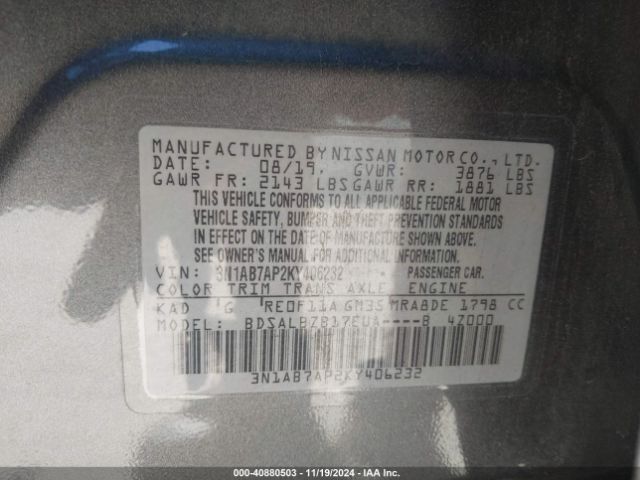 MANUFACTURED BY NISSAN MOTOR CO., LTD.
DATE: 08/19, GVWR: 3876 LBS
GAWR FR: 2143 LBS GAWR RR: 1881 LBS
THIS VEHICLE CONFORMS TO ALL APPLICABLE FEDERAL MOTOR
VEHICLE SAFETY, BUMPER AND THEFT PREVENTION STANDARDS
IN EFFECT ON THE DATE OF MANUFACTURE SHOWN ABOVE.
SEE OWNER'S MANUAL FOR ADDITIONAL INFORMATION.
VIN: 3N1AB7AP2KY406232 PASSENGER CAR.
COLOR TRIM TRANS AXLE ENGINE
KAD G RE0F11A GM35 MRA8DE 1798 CC
MODEL: BDSALBZB17EUA----B 4Z000
3N1AB7AP2KY406232
000-40880503 - 11/19/2024 - IAA Inc.